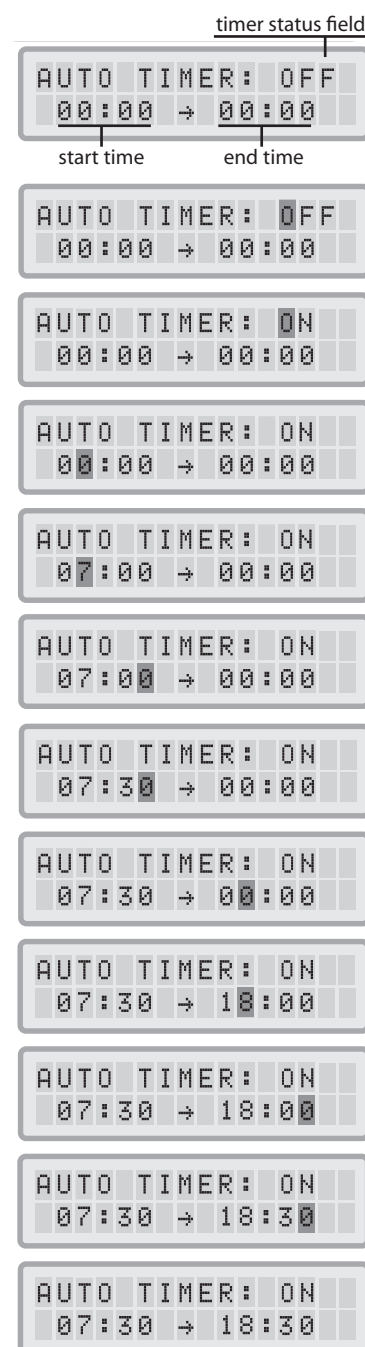 timer status field
AUTO TIMER: OFF
00:00 → 00:00
start time end time
AUTO TIMER: OFF
00:00 → 00:00
AUTO TIMER: ON
00:00 → 00:00
AUTO TIMER: ON
00:00 → 00:00
AUTO TIMER: ON
07:00 → 00:00
AUTO TIMER: ON
07:00 → 00:00
AUTO TIMER: ON
07:30 → 00:00
AUTO TIMER: ON
07:30 → 00:00
AUTO TIMER: ON
07:30 → 18:00
AUTO TIMER: ON
07:30 → 18:00
AUTO TIMER: ON
07:30 → 18:30
AUTO TIMER: ON
07:30 → 18:30